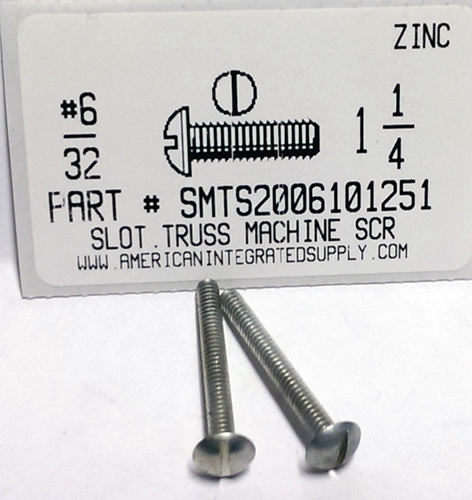 ZINC
#6
32
1 1
4
PART # SMTS2006101251
SLOT.TRUSS MACHINE SCR
WWW.AMERICANINTEGRATEDSUPPLY.COM